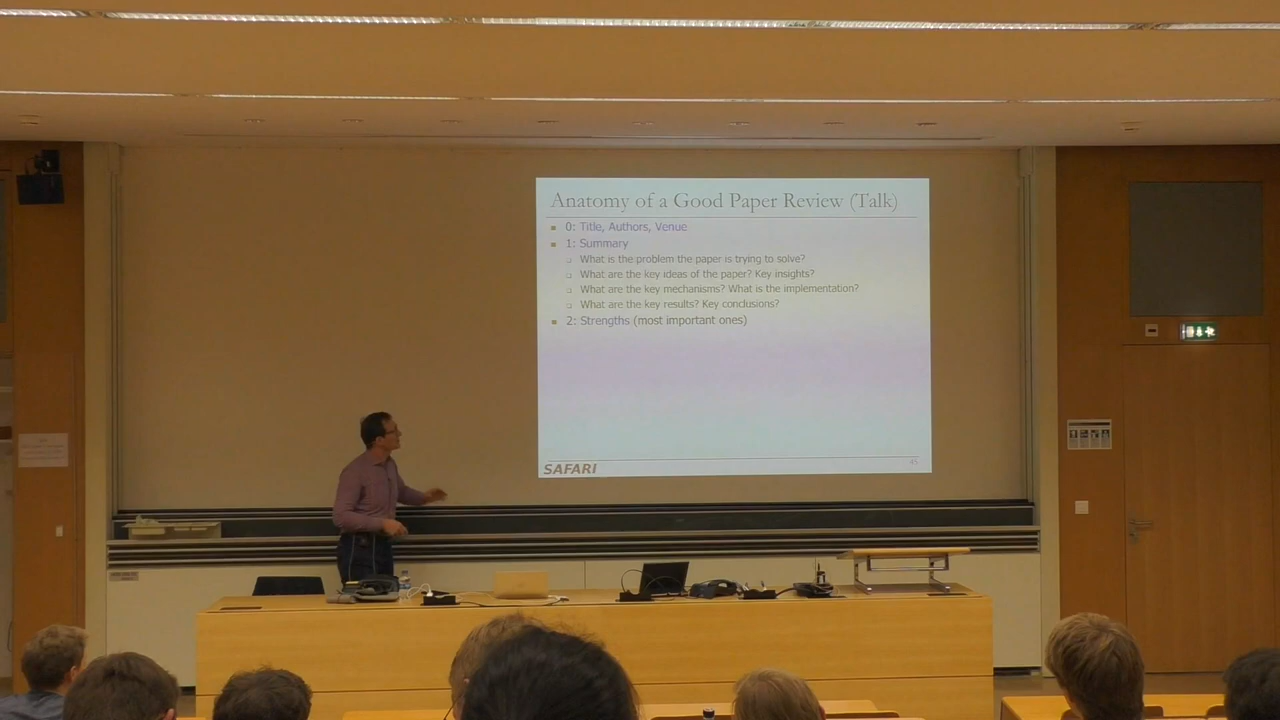 Anatomy of a Good Paper Review (Talk)
0: Title, Authors, Venue
1: Summary
What is the problem the paper is trying to solve?
What are the key ideas of the paper? Key insights?
What are the key mechanisms? What is the implementation?
What are the key results? Key conclusions?
2: Strengths (most important ones)
SAFARI
45